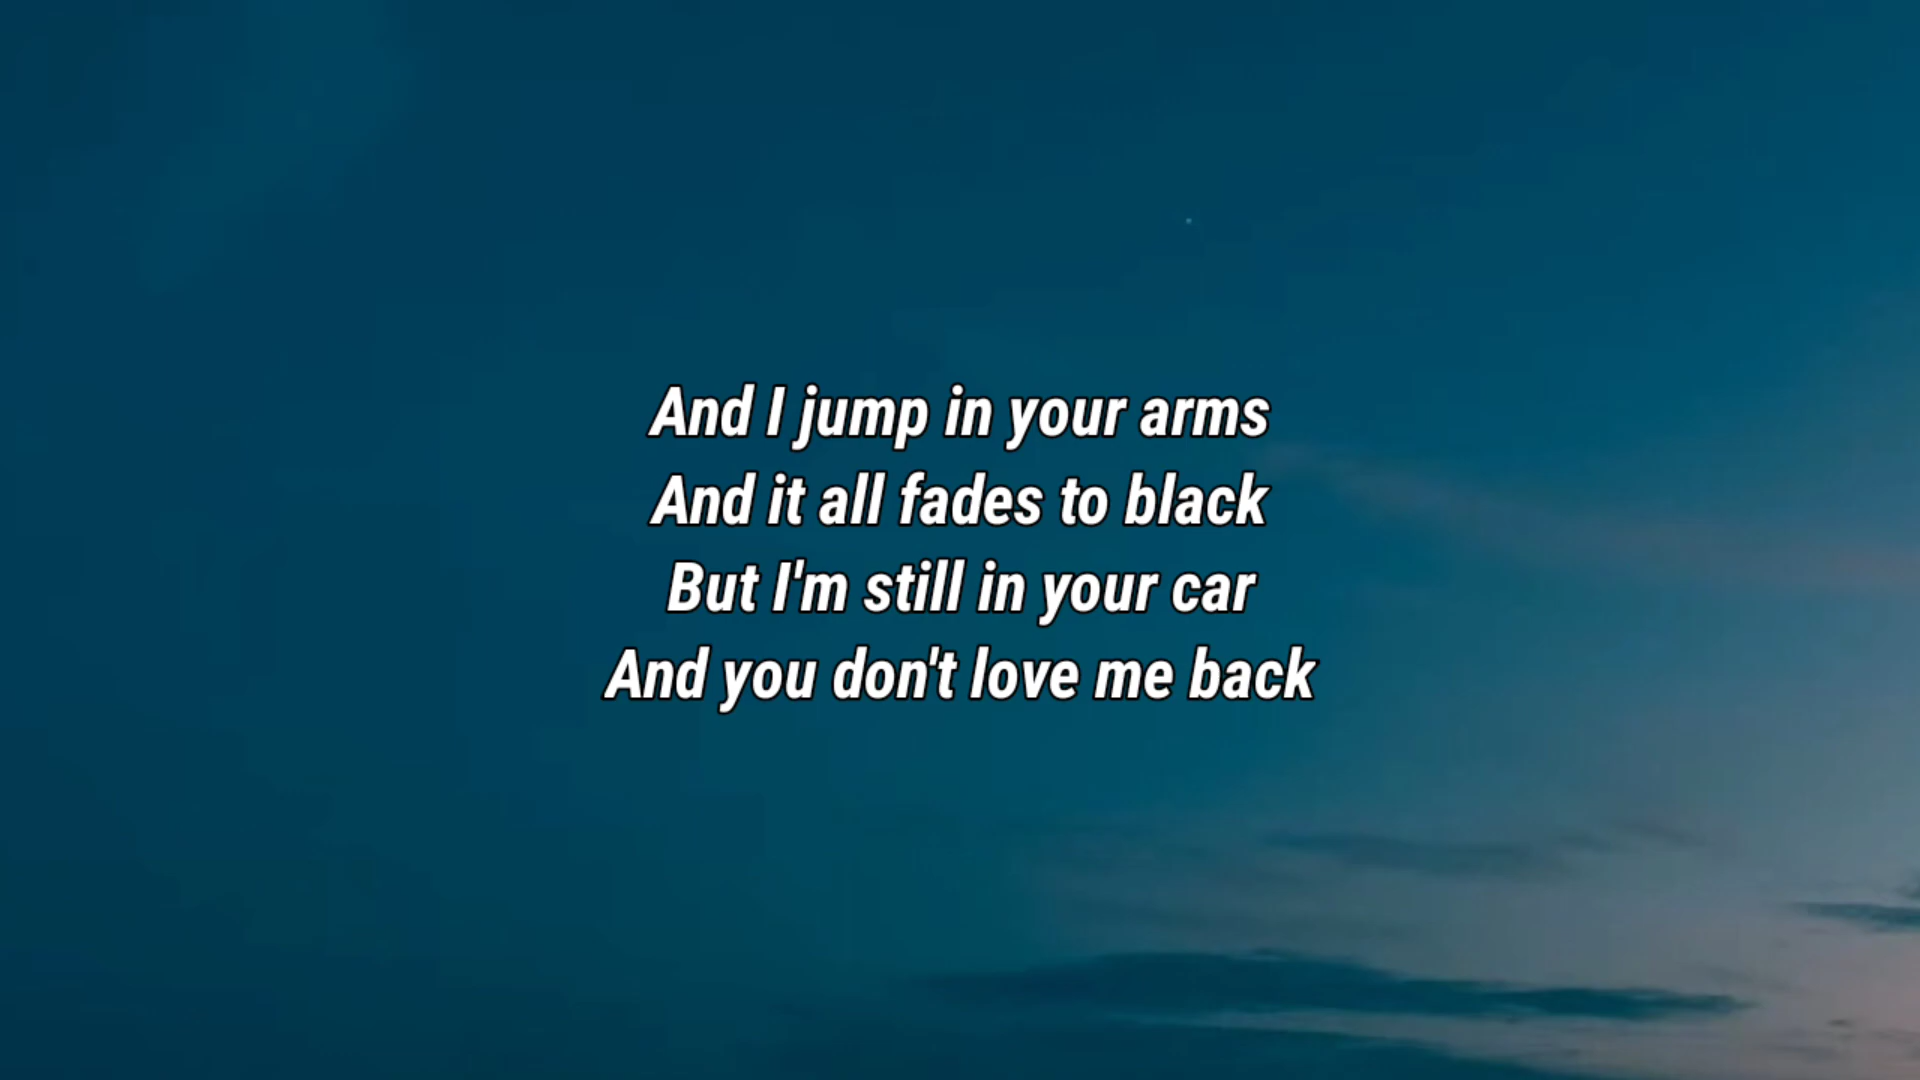 And I jump in your arms
And it all fades to black
But I'm still in your car
And you don't love me back